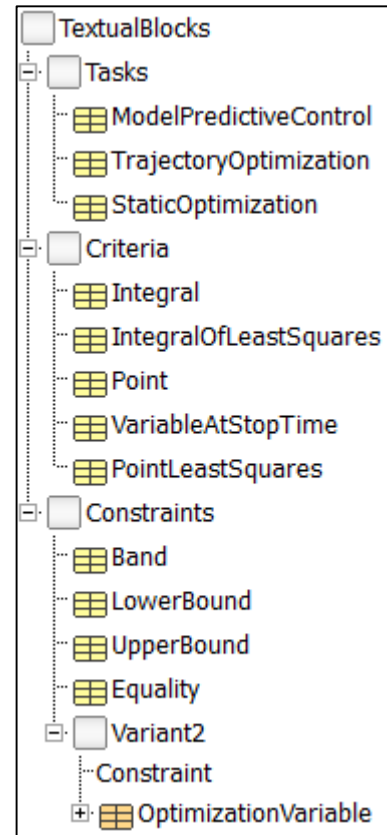 TextualBlocks
Tasks
ModelPredictiveControl
TrajectoryOptimization
StaticOptimization
Criteria
Integral
IntegralOfLeastSquares
Point
VariableAtStopTime
PointLeastSquares
Constraints
Band
LowerBound
UpperBound
Equality
Variant2
Constraint
OptimizationVariable